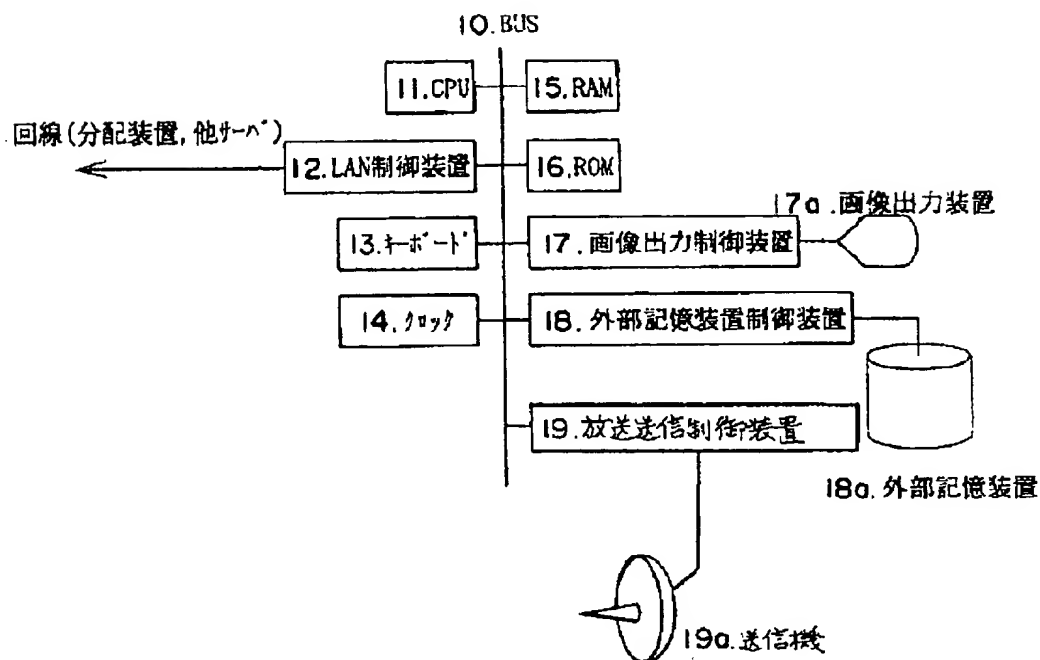 10.BUS
11.CPU
15.RAM
回線(分配装置,他ｻｰﾊﾞ)
12.LAN制御装置
16.ROM
17a.画像出力装置
13.ｷｰﾎﾞｰﾄﾞ
17.画像出力制御装置
14.ｸﾛｯｸ
18.外部記憶装置制御装置
19.放送送信制御装置
18a.外部記憶装置
19a.送信機